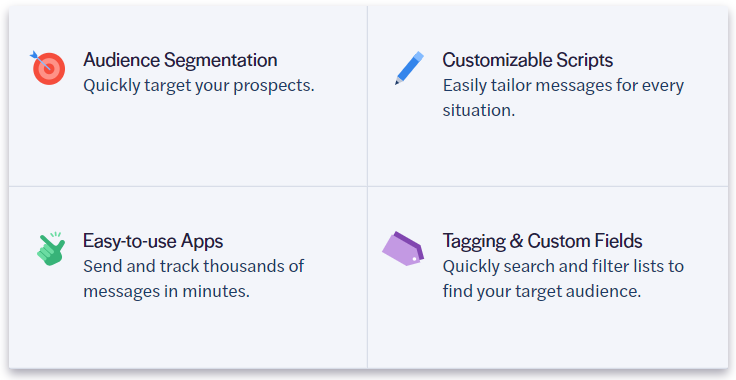 Audience Segmentation
Quickly target your prospects.
Customizable Scripts
Easily tailor messages for every
situation.
Easy-to-use Apps
Send and track thousands of
messages in minutes.
Tagging & Custom Fields
Quickly search and filter lists to
find your target audience.